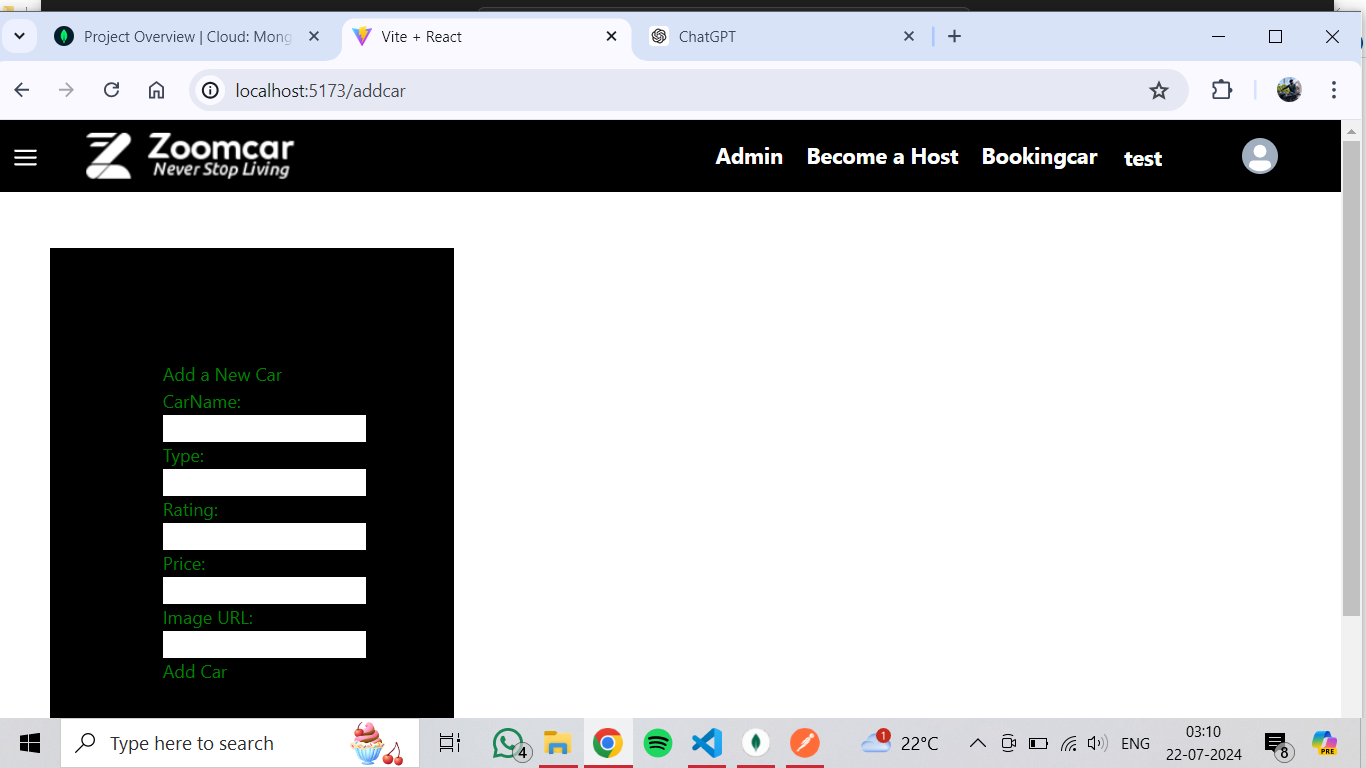 Project Overview | Cloud: Mong
Vite + React
ChatGPT
localhost:5173/addcar
Zoomcar
Never Stop Living
Admin
Become a Host
Bookingcar
test
Add a New Car
CarName:
Type:
Rating:
Price:
Image URL:
Add Car
Type here to search
4
1
22°C
ENG
03:10
22-07-2024
8
PRE